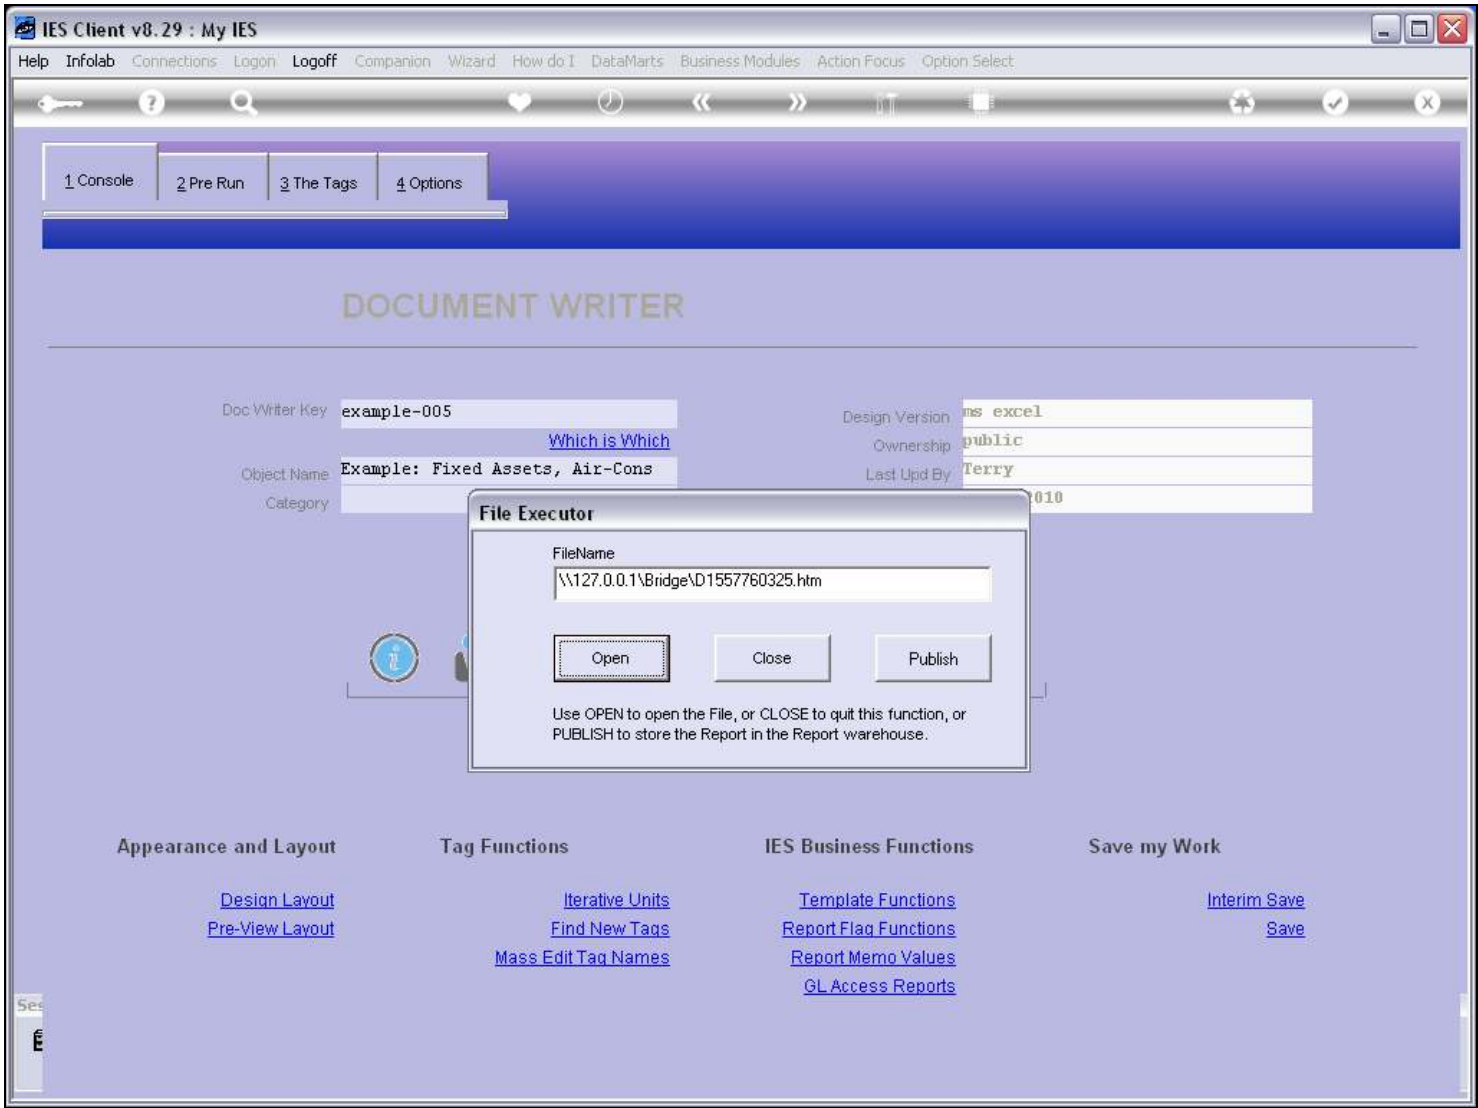 IES Client v8.29 : My IES
Help Infolab Connections Logon Logoff Companion Wizard How do I DataMarts Business Modules Action Focus Option Select
1 Console
2 Pre Run
3 The Tags
4 Options
DOCUMENT WRITER
Doc Writer Key example-005
Which is Which
Object Name Example: Fixed Assets, Air-Cons
Category
Design Version ms excel
Ownership public
Last Upd By Terry
2010
File Executor
FileName
\\127.0.0.1\Bridge\D1557760325.htm
Open
Close
Publish
Use OPEN to open the File, or CLOSE to quit this function, or
PUBLISH to store the Report in the Report warehouse.
Appearance and Layout
Design Layout
Pre-View Layout
Tag Functions
Iterative Units
Find New Tags
Mass Edit Tag Names
IES Business Functions
Template Functions
Report Flag Functions
Report Memo Values
GL Access Reports
Save my Work
Interim Save
Save
Ses